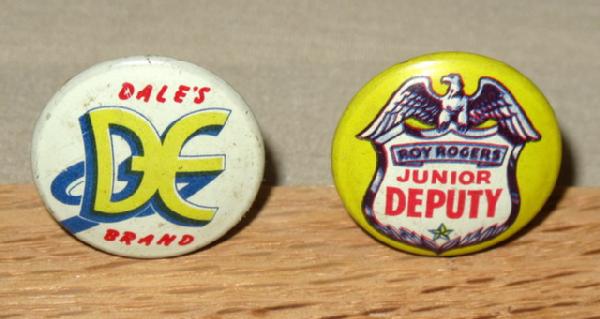 DALE'S
DE
BRAND
ROY ROGERS
JUNIOR
DEPUTY